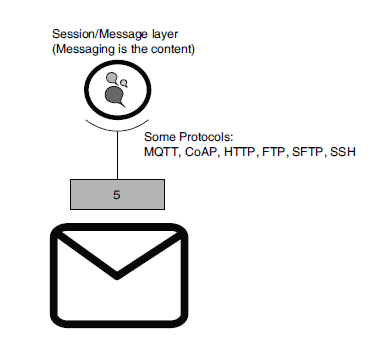 Session/Message layer
(Messaging is the content)
Some Protocols:
MQTT, CoAP, HTTP, FTP, SFTP, SSH
5